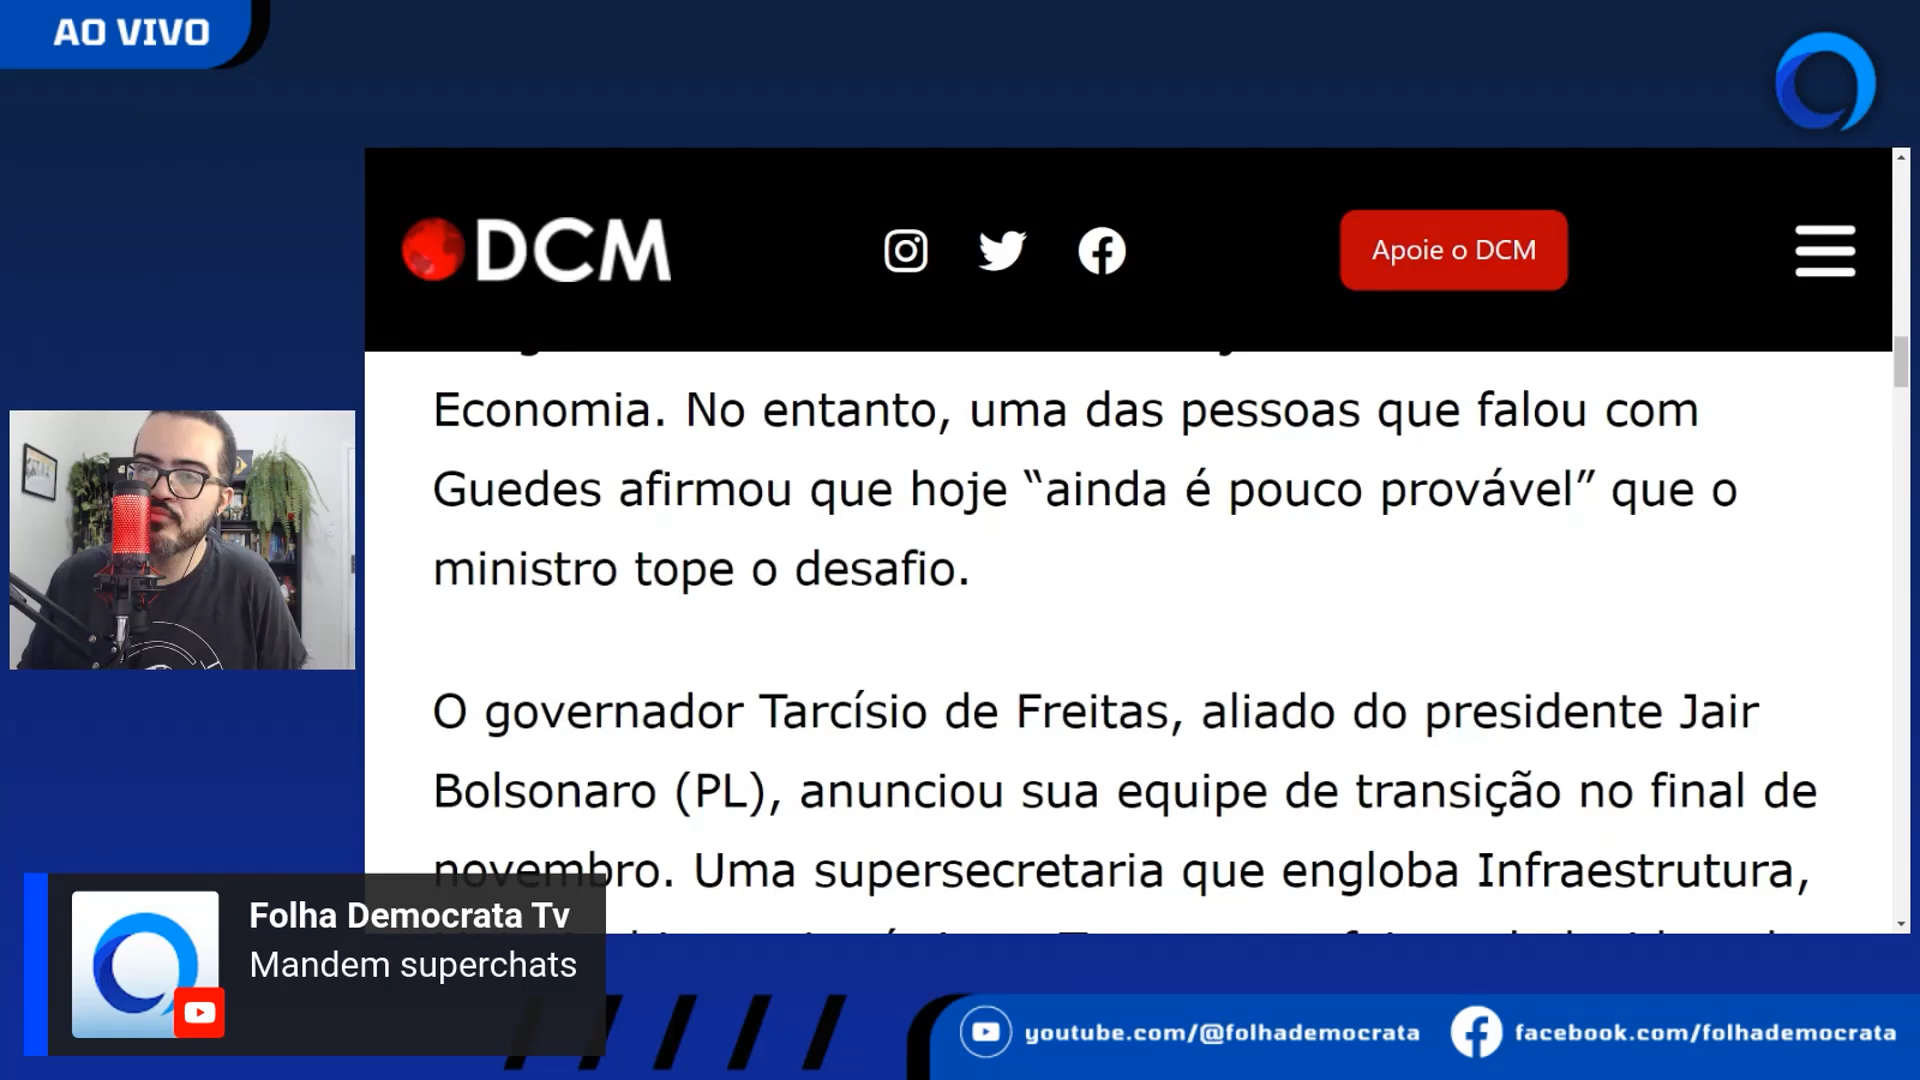 AO VIVO
DCM
Apoie o DCM
Economia. No entanto, uma das pessoas que falou com
Guedes afirmou que hoje “ainda é pouco provável” que o
ministro tope o desafio.
O governador Tarcísio de Freitas, aliado do presidente Jair
Bolsonaro (PL), anunciou sua equipe de transição no final de
novembro. Uma supersecretaria que engloba Infraestrutura,
Folha Democrata Tv
Mandem superchats
youtube.com/@folhademocrata
facebook.com/folhademocrata